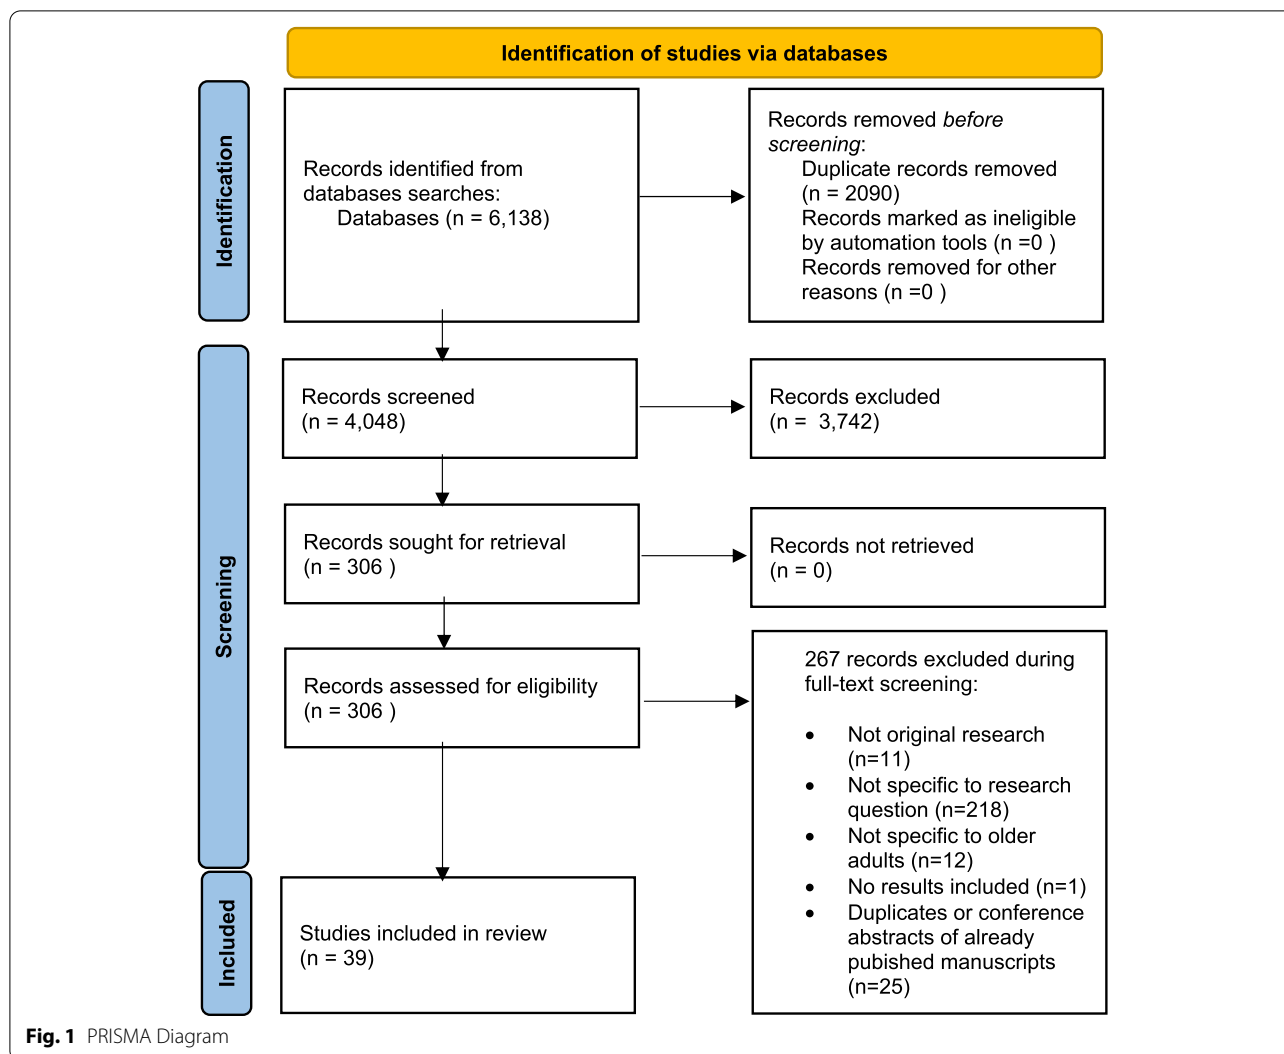 Identification of studies via databases
Identification
Records identified from
databases searches:
Databases (n = 6,138)
Records removed before
screening:
Duplicate records removed
(n = 2090)
Records marked as ineligible
by automation tools (n =0 )
Records removed for other
reasons (n =0 )
Screening
Records screened
(n = 4,048)
Records excluded
(n =  3,742)
Records sought for retrieval
(n = 306 )
Records not retrieved
(n = 0)
Records assessed for eligibility
(n = 306 )
267 records excluded during
full-text screening:
• Not original research
(n=11)
• Not specific to research
question (n=218)
• Not specific to older
adults (n=12)
• No results included (n=1)
• Duplicates or conference
abstracts of already
pubished manuscripts
(n=25)
Included
Studies included in review
(n = 39)
Fig. 1 PRISMA Diagram